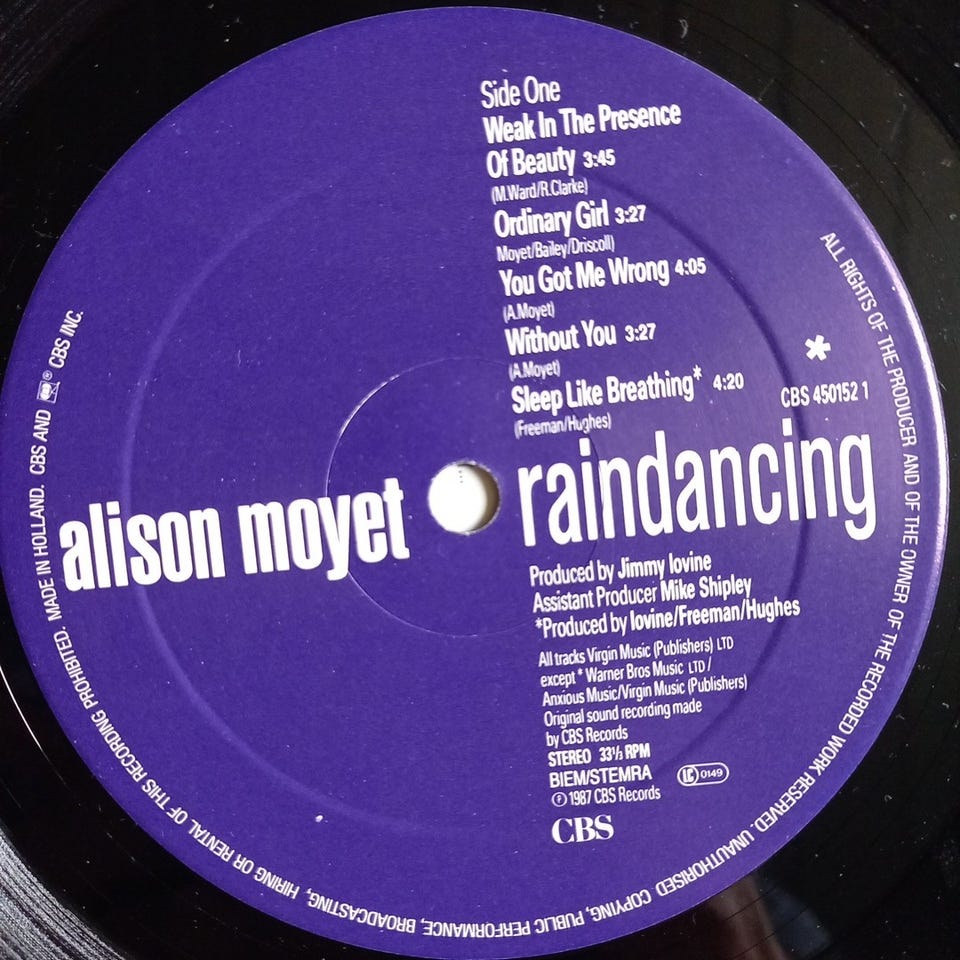 Side One
Weak In The Presence
Of Beauty 3:45
(M.Ward/R.Clarke)
Ordinary Girl 3:27
Moyet/Bailey/Driscoll)
You Got Me Wrong 4:05
(A.Moyet)
Without You 3:27
(A.Moyet)
Sleep Like Breathing* 4:20
(Freeman/Hughes)
*
CBS 450152 1
alison moyet
raindancing
Produced by Jimmy Iovine
Assistant Producer Mike Shipley
*Produced by Iovine/Freeman/Hughes
All tracks Virgin Music (Publishers) LTD
except * Warner Bros Music LTD /
Anxious Music/Virgin Music (Publishers)
Original sound recording made
by CBS Records
STEREO 33⅓ RPM
BIEM/STEMRA LC 0149
℗ 1987 CBS Records
CBS
ALL RIGHTS OF THE PRODUCER AND OF THE OWNER OF THE RECORDED WORK RESERVED. UNAUTHORISED COPYING, PUBLIC PERFORMANCE, BROADCASTING, HIRING OR RENTAL OF THIS RECORDING PROHIBITED. MADE IN HOLLAND. CBS AND ® CBS INC.